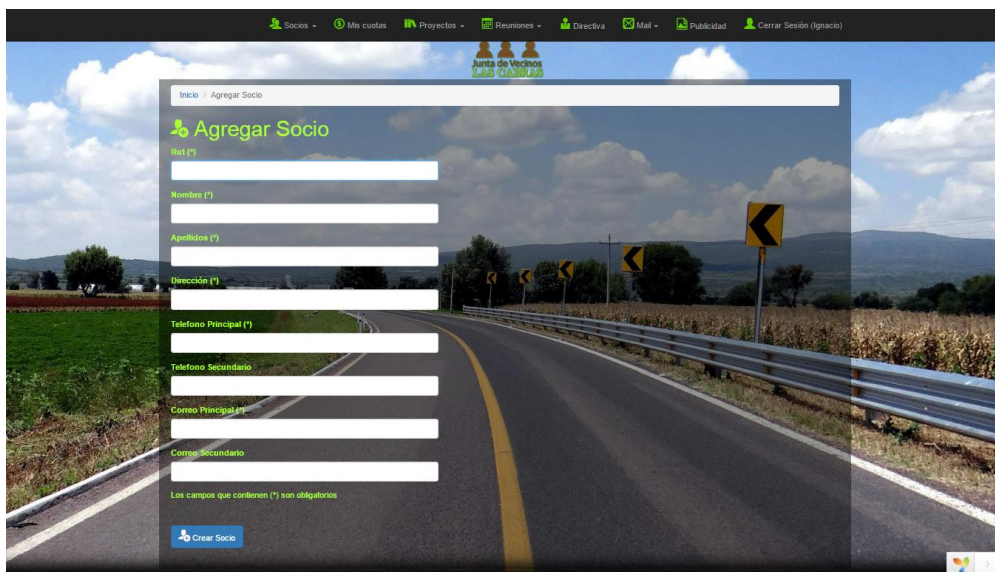 Socios Mis cuotas Proyectos Reuniones Directiva Mail Publicidad Cerrar Sesión (Ignacio)
Junta de Vecinos
LAS CABRAS
Inicio / Agregar Socio
Agregar Socio
Rut (*)
Nombre (*)
Apellidos (*)
Dirección (*)
Telefono Principal (*)
Telefono Secundario
Correo Principal (*)
Correo Secundario
Los campos que contienen (*) son obligatorios
Crear Socio